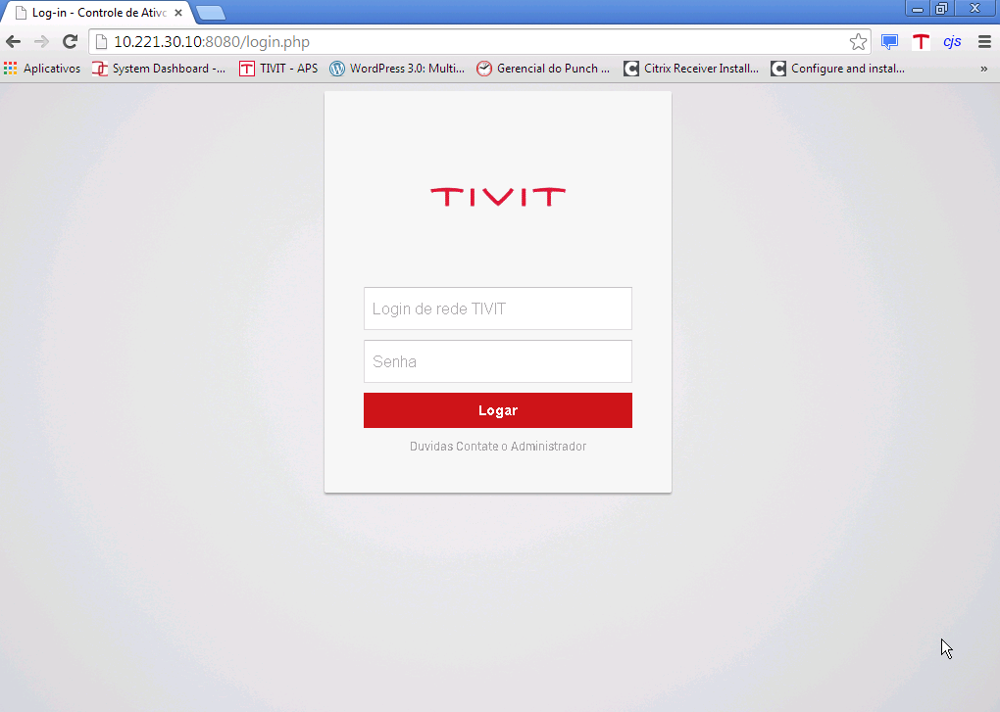 Log-in - Controle de Ativo
10.221.30.10:8080/login.php
cjs
Aplicativos System Dashboard -... TIVIT - APS WordPress 3.0: Multi... Gerencial do Punch ... Citrix Receiver Install... Configure and instal... »
TIVIT
Login de rede TIVIT
Senha
Logar
Duvidas Contate o Administrador